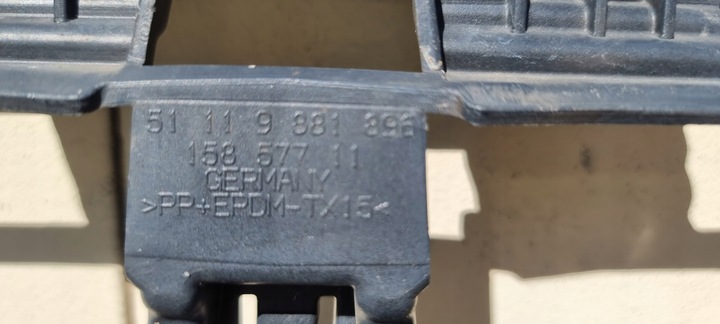 51 11 9 881 896
158 577 11
GERMANY
>PP+EPDM-TX15<